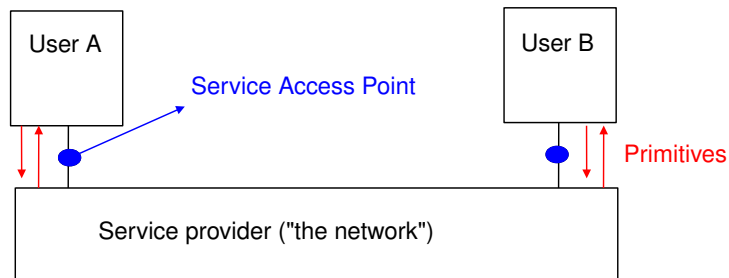 User A
User B
Service Access Point
Primitives
Service provider ("the network")